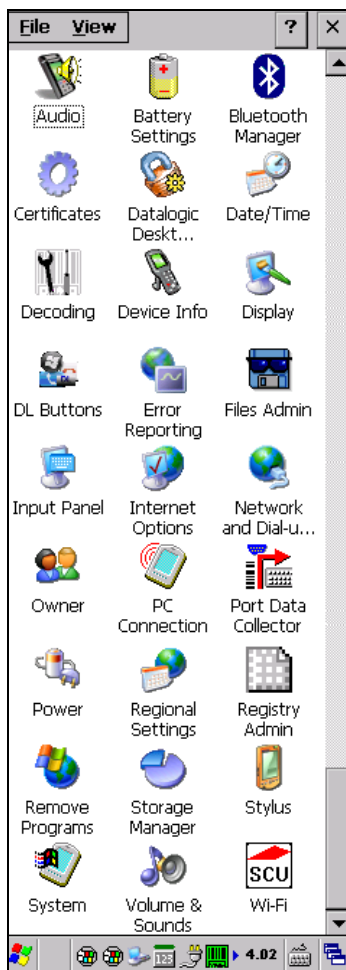 File View ? ×
Audio
Battery
Settings
Bluetooth
Manager
Certificates
Datalogic
Deskt...
Date/Time
Decoding
Device Info
Display
DL Buttons
Error
Reporting
Files Admin
Input Panel
Internet
Options
Network
and Dial-u...
Owner
PC
Connection
Port Data
Collector
Power
Regional
Settings
Registry
Admin
Remove
Programs
Storage
Manager
Stylus
System
Volume &
Sounds
SCU
Wi-Fi
123 4.02